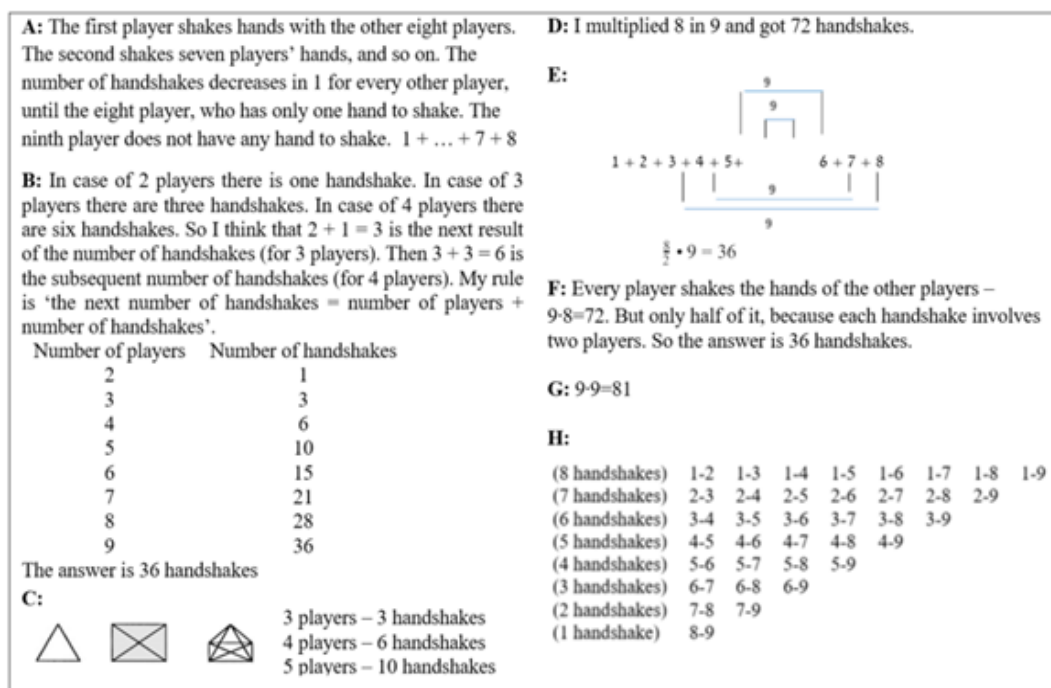 A: The first player shakes hands with the other eight players.
The second shakes seven players’ hands, and so on. The
number of handshakes decreases in 1 for every other player,
until the eight player, who has only one hand to shake. The
ninth player does not have any hand to shake. 1 + … + 7 + 8
B: In case of 2 players there is one handshake. In case of 3
players there are three handshakes. In case of 4 players there
are six handshakes. So I think that 2 + 1 = 3 is the next result
of the number of handshakes (for 3 players). Then 3 + 3 = 6 is
the subsequent number of handshakes (for 4 players). My rule
is ‘the next number of handshakes = number of players +
number of handshakes’.
Number of players Number of handshakes
2 1
3 3
4 6
5 10
6 15
7 21
8 28
9 36
The answer is 36 handshakes
C:
3 players – 3 handshakes
4 players – 6 handshakes
5 players – 10 handshakes
D: I multiplied 8 in 9 and got 72 handshakes.
E:
9
9
1 + 2 + 3 + 4 + 5+ 6 + 7 + 8
9
9
8/2 • 9 = 36
F: Every player shakes the hands of the other players –
9·8=72. But only half of it, because each handshake involves
two players. So the answer is 36 handshakes.
G: 9·9=81
H:
(8 handshakes) 1-2 1-3 1-4 1-5 1-6 1-7 1-8 1-9
(7 handshakes) 2-3 2-4 2-5 2-6 2-7 2-8 2-9
(6 handshakes) 3-4 3-5 3-6 3-7 3-8 3-9
(5 handshakes) 4-5 4-6 4-7 4-8 4-9
(4 handshakes) 5-6 5-7 5-8 5-9
(3 handshakes) 6-7 6-8 6-9
(2 handshakes) 7-8 7-9
(1 handshake) 8-9